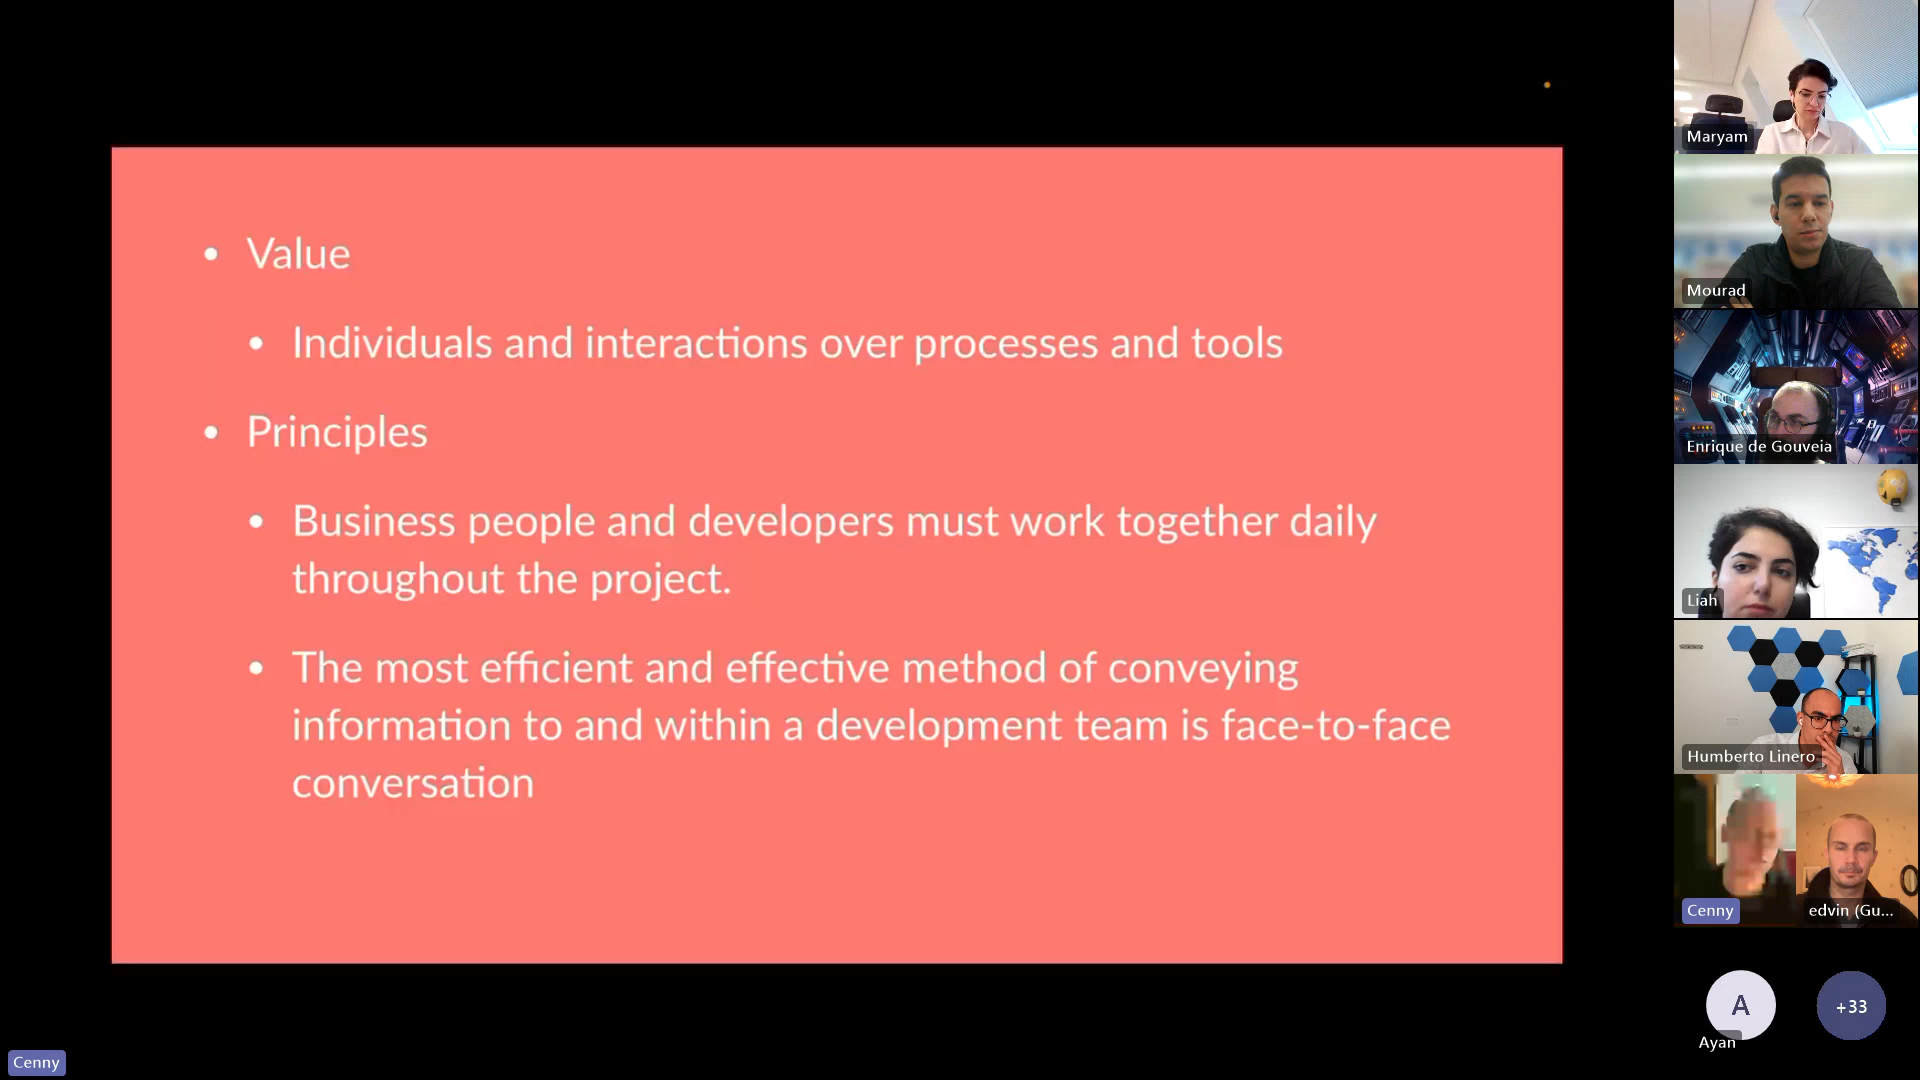 • Value
• Individuals and interactions over processes and tools
• Principles
• Business people and developers must work together daily
throughout the project.
• The most efficient and effective method of conveying
information to and within a development team is face-to-face
conversation
Maryam
Mourad
Enrique de Gouveia
Liah
Humberto Linero
Cenny
edvin (Gu...
A
Ayan
+33
Cenny